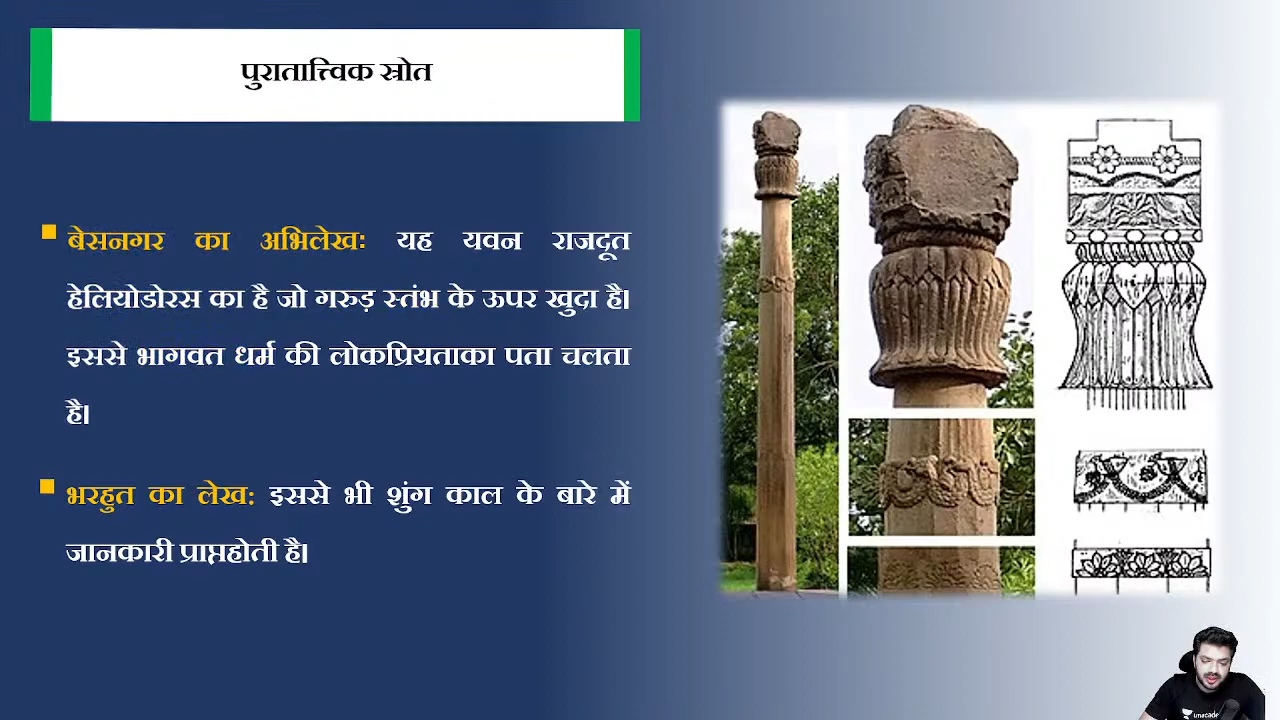 पुरातात्त्विक स्रोत
बेसनगर का अभिलेख: यह यवन राजदूत
हेलियोडोरस का है जो गरुड़ स्तंभ के ऊपर खुदा है।
इससे भागवत धर्म की लोकप्रियताका पता चलता
है।
भरहुत का लेख: इससे भी शुंग काल के बारे में
जानकारी प्राप्तहोती है।